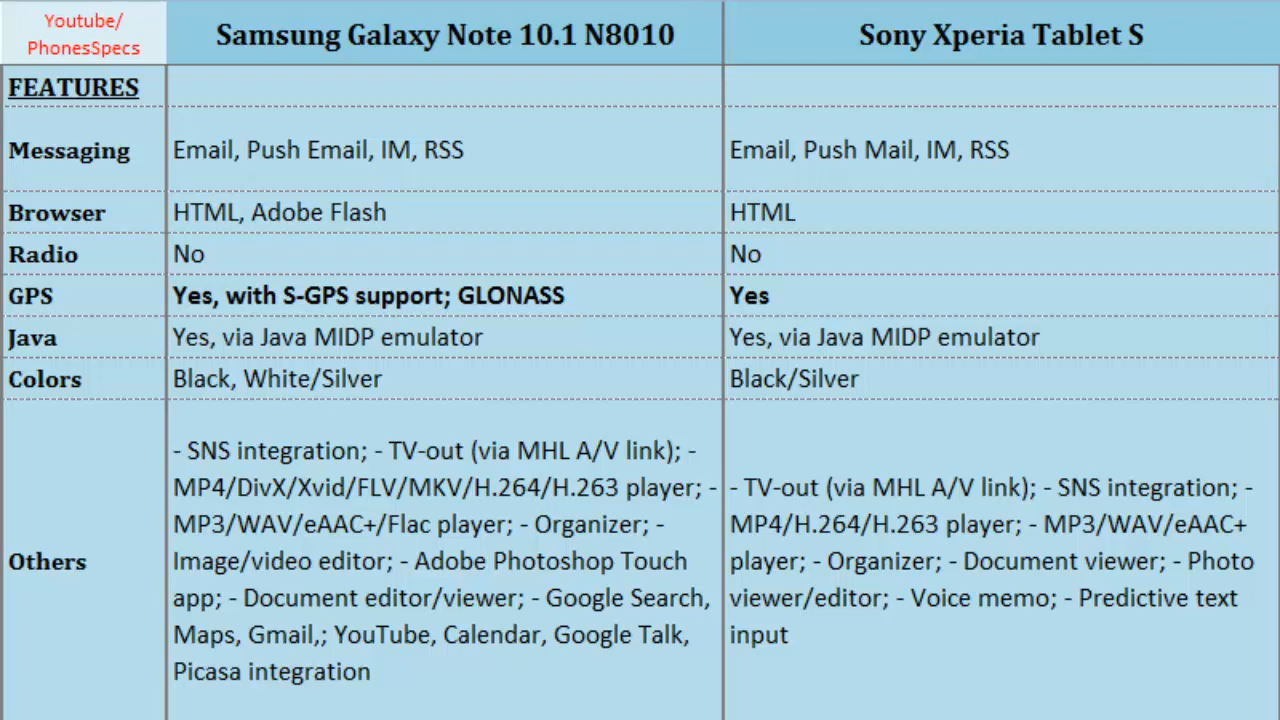 Youtube/
PhonesSpecs
Samsung Galaxy Note 10.1 N8010
Sony Xperia Tablet S
FEATURES
Messaging
Email, Push Email, IM, RSS
Email, Push Mail, IM, RSS
Browser
HTML, Adobe Flash
HTML
Radio
No
No
GPS
Yes, with S-GPS support; GLONASS
Yes
Java
Yes, via Java MIDP emulator
Yes, via Java MIDP emulator
Colors
Black, White/Silver
Black/Silver
Others
- SNS integration; - TV-out (via MHL A/V link); -
MP4/DivX/Xvid/FLV/MKV/H.264/H.263 player; -
MP3/WAV/eAAC+/Flac player; - Organizer; -
Image/video editor; - Adobe Photoshop Touch
app; - Document editor/viewer; - Google Search,
Maps, Gmail,; YouTube, Calendar, Google Talk,
Picasa integration
- TV-out (via MHL A/V link); - SNS integration; -
MP4/H.264/H.263 player; - MP3/WAV/eAAC+
player; - Organizer; - Document viewer; - Photo
viewer/editor; - Voice memo; - Predictive text
input